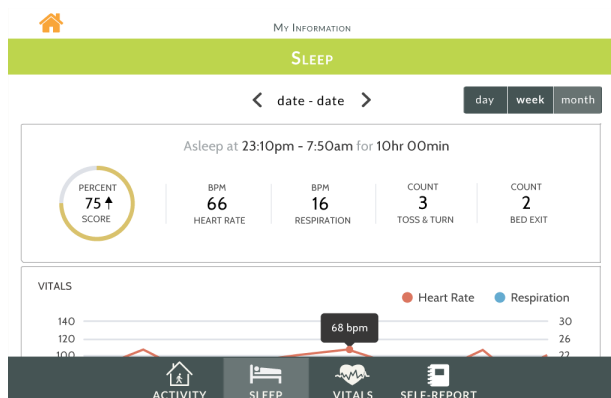 My Information
Sleep
date - date
day week month
Asleep at 23:10pm - 7:50am for 10hr 00min
PERCENT
75
SCORE
BPM
66
HEART RATE
BPM
16
RESPIRATION
COUNT
3
TOSS & TURN
COUNT
2
BED EXIT
VITALS
Heart Rate Respiration
140 68 bpm 30
120 26
100 22
ACTIVITY SLEEP VITALS SELF-REPORT